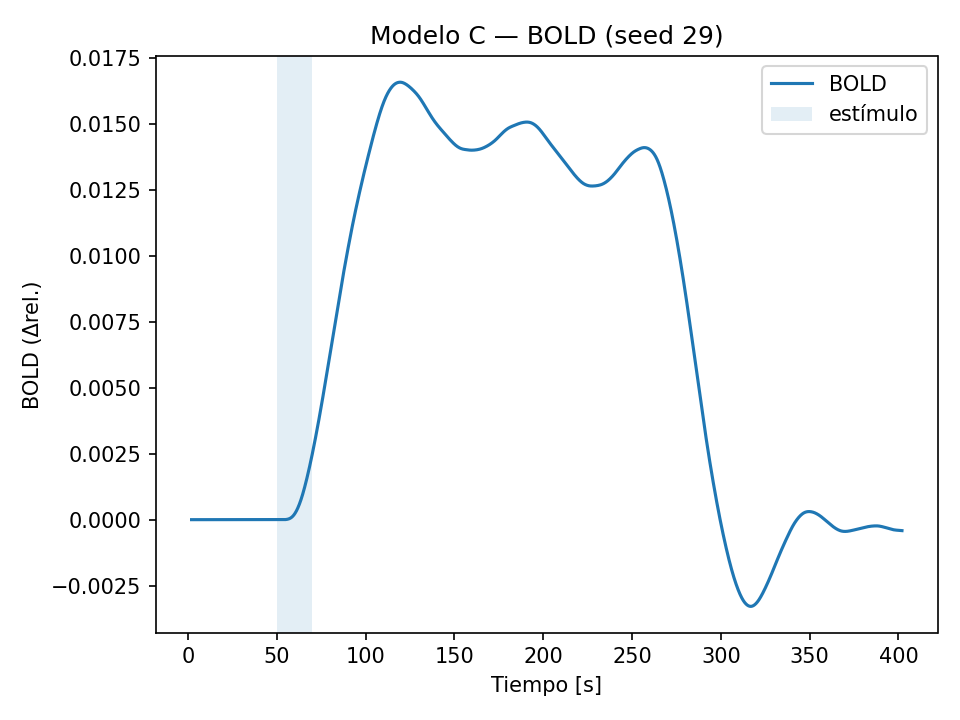 Modelo C — BOLD (seed 29)
BOLD
estímulo
0.0175
0.0150
0.0125
0.0100
0.0075
0.0050
0.0025
0.0000
−0.0025
BOLD (Δrel.)
0 50 100 150 200 250 300 350 400
Tiempo [s]